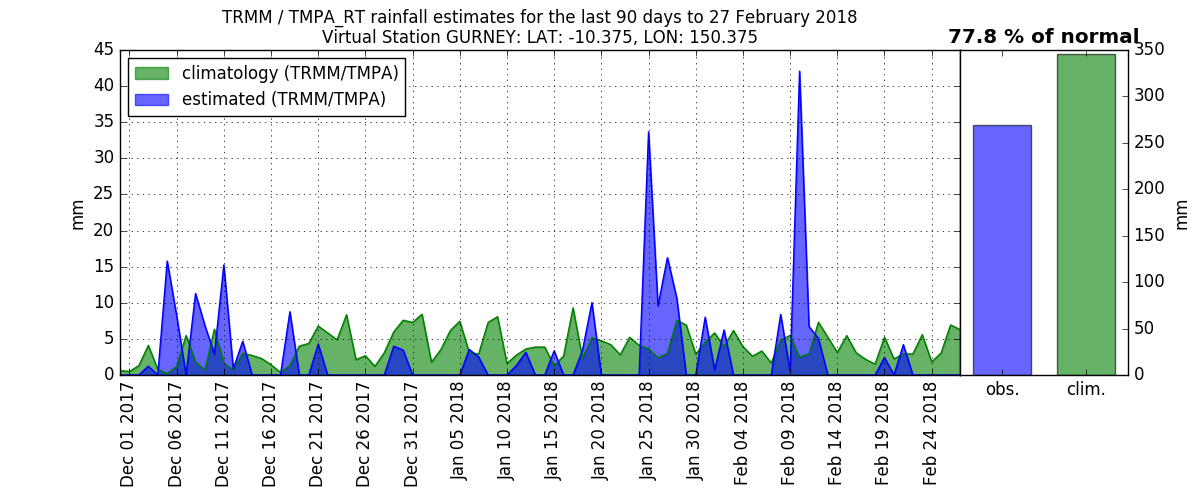 TRMM / TMPA_RT rainfall estimates for the last 90 days to 27 February 2018
Virtual Station GURNEY: LAT: -10.375, LON: 150.375
77.8 % of normal
climatology (TRMM/TMPA)
estimated (TRMM/TMPA)
mm
45
40
35
30
25
20
15
10
5
0
Dec 01 2017
Dec 06 2017
Dec 11 2017
Dec 16 2017
Dec 21 2017
Dec 26 2017
Dec 31 2017
Jan 05 2018
Jan 10 2018
Jan 15 2018
Jan 20 2018
Jan 25 2018
Jan 30 2018
Feb 04 2018
Feb 09 2018
Feb 14 2018
Feb 19 2018
Feb 24 2018
obs.
clim.
350
300
250
200
150
100
50
0
mm